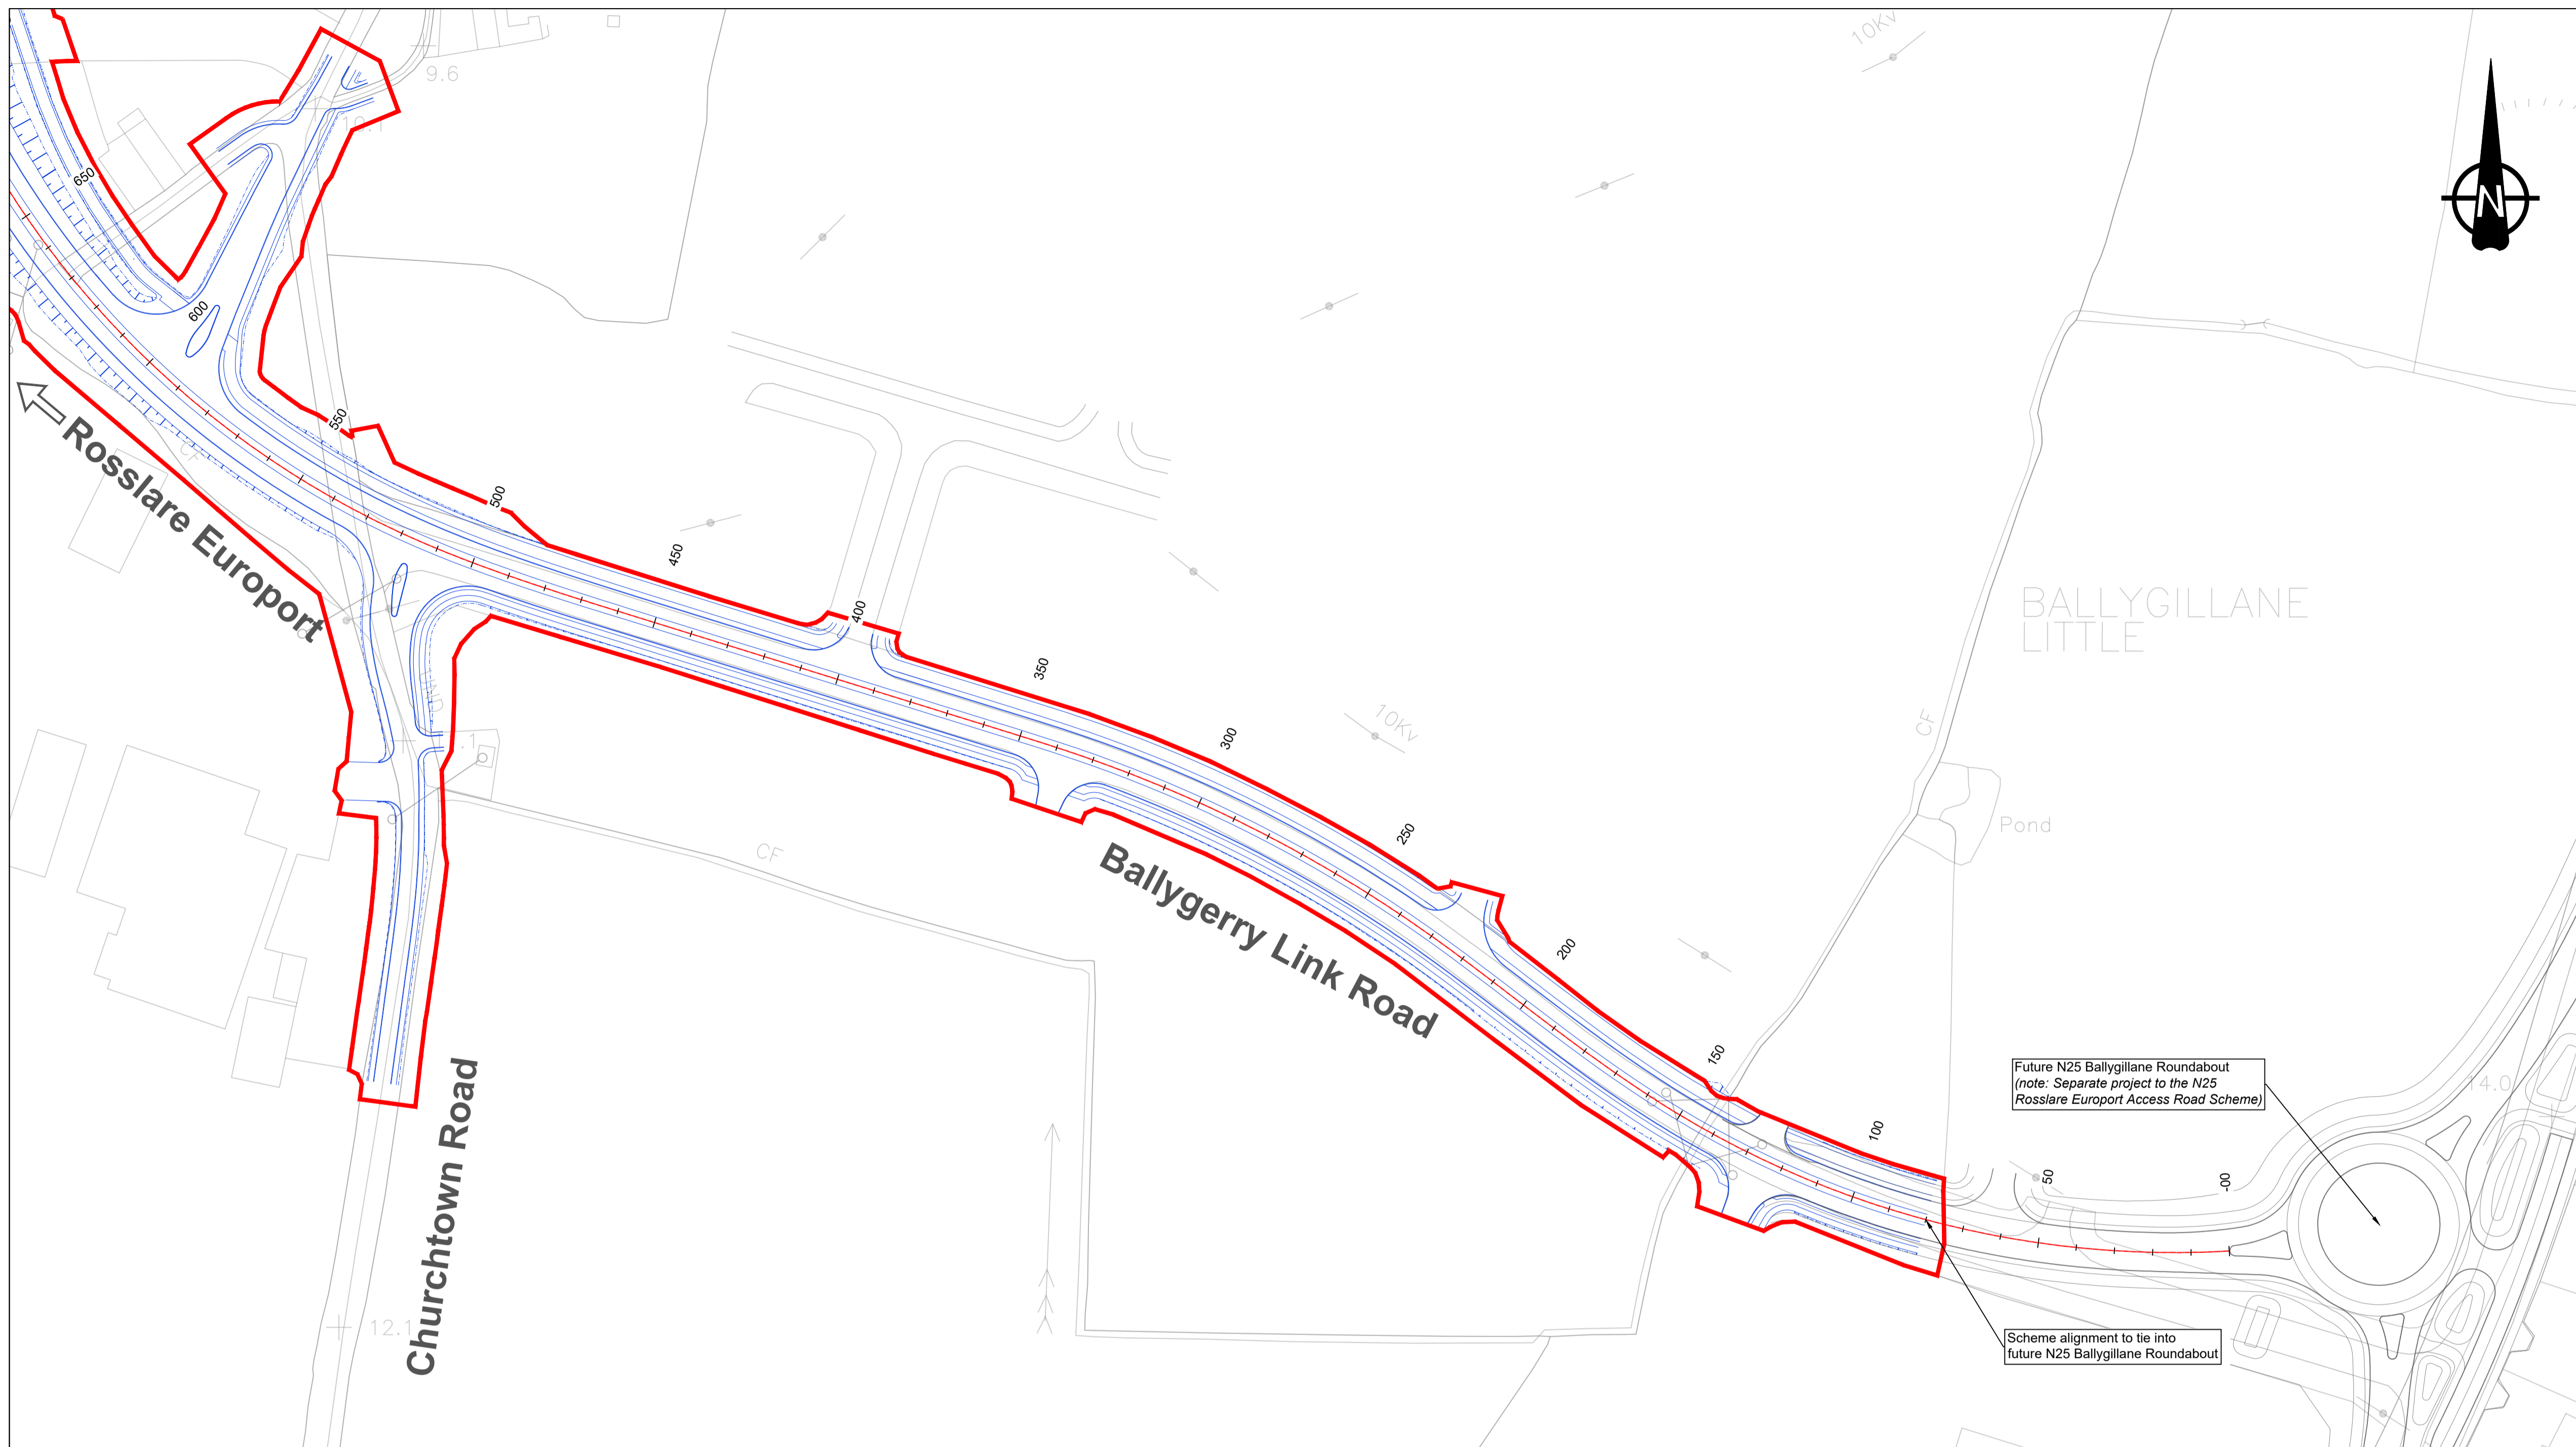 10Kv
9.6
10.1
N
650
600
550
500
CF
Rosslare Europort
450
400
350
300
10Kv
250
BALLYGILLANE
LITTLE
CF
Pond
.1
CF
Ballygerry Link Road
200
150
100
50
-00
Future N25 Ballygillane Roundabout
(note: Separate project to the N25
Rosslare Europort Access Road Scheme)
14.0
Churchtown Road
12.1
Scheme alignment to tie into
future N25 Ballygillane Roundabout